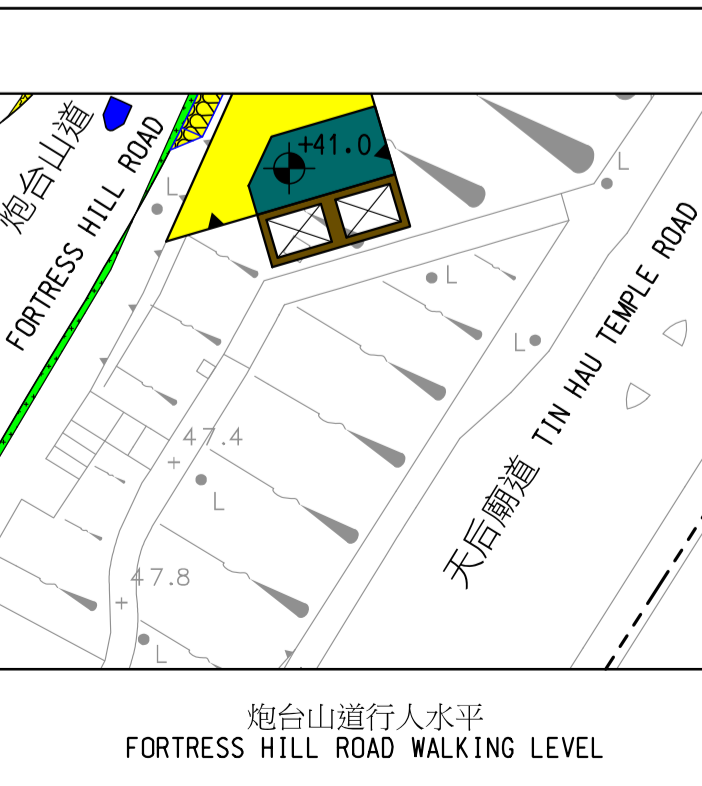 炮台山道
FORTRESS HILL ROAD
+41.0
L
L
L
L
47.4
L
47.8
L
天后廟道 TIN HAU TEMPLE ROAD
炮台山道行人水平
FORTRESS HILL ROAD WALKING LEVEL